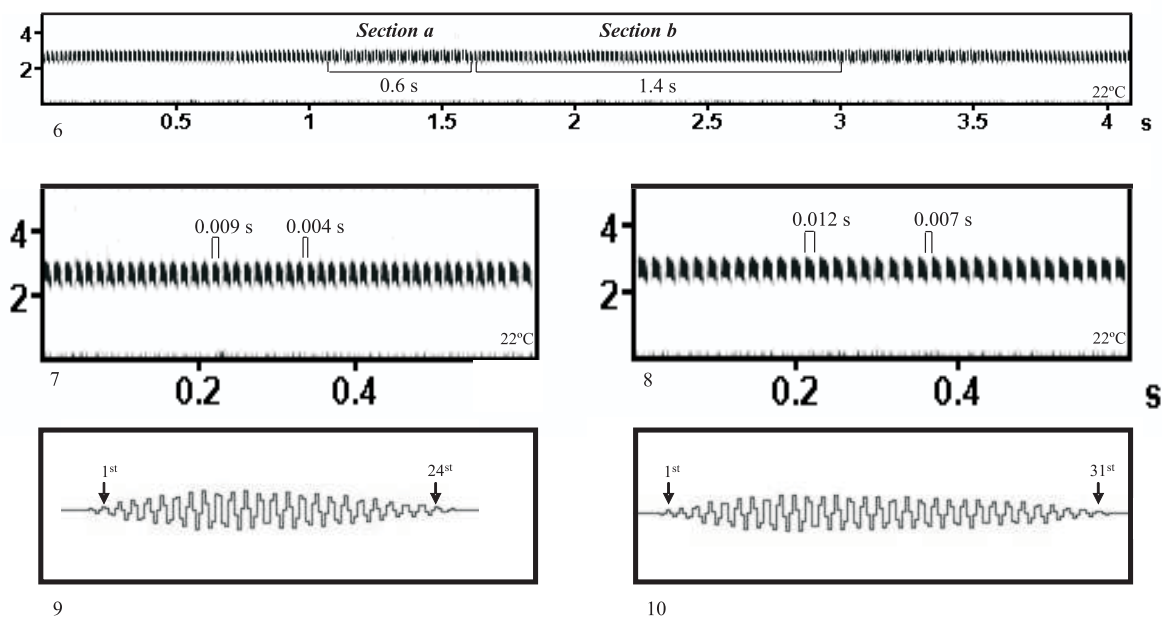 4
Section a Section b
2
0.6 s 1.4 s
22ºC
6
0.5 1 1.5 2 2.5 3 3.5 4 s
0.009 s 0.004 s
4
2
22ºC
7
0.2 0.4
0.012 s 0.007 s
4
2
22ºC
8
0.2 0.4 s
1st 24st
9
1st 31st
10